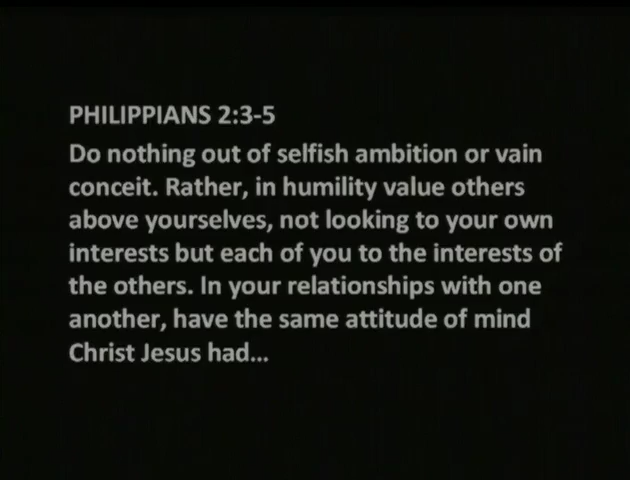 PHILIPPIANS 2:3-5
Do nothing out of selfish ambition or vain
conceit. Rather, in humility value others
above yourselves, not looking to your own
interests but each of you to the interests of
the others. In your relationships with one
another, have the same attitude of mind
Christ Jesus had...